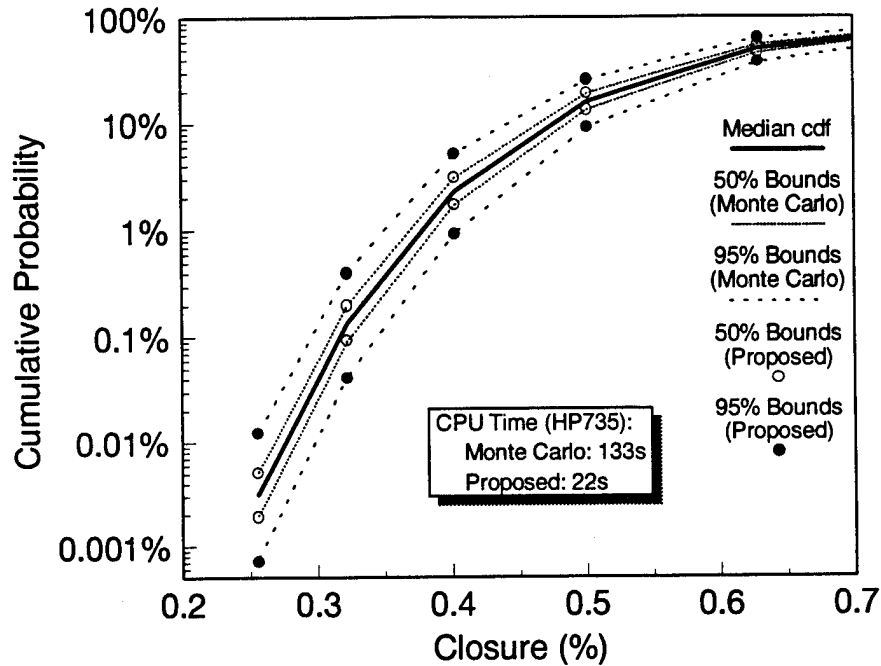 100%
10%
1%
0.1%
0.01%
0.001%
Cumulative Probability
0.2
0.3
0.4
0.5
0.6
0.7
Closure (%)
Median cdf
50% Bounds
(Monte Carlo)
95% Bounds
(Monte Carlo)
50% Bounds
(Proposed)
95% Bounds
(Proposed)
CPU Time (HP735):
Monte Carlo: 133s
Proposed: 22s